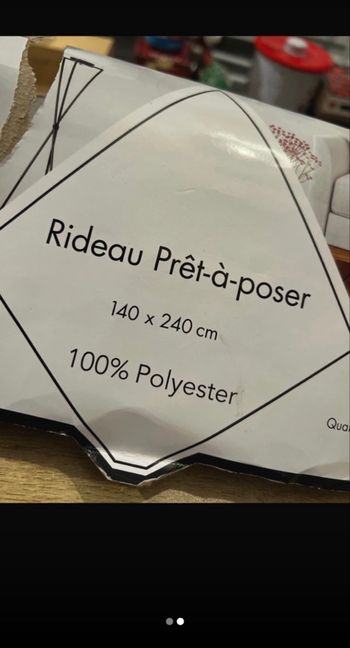 Rideau Prêt-à-poser
140 x 240 cm
100% Polyester